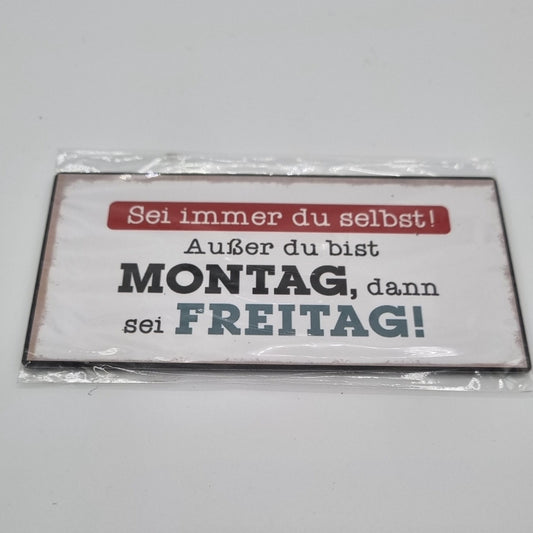 Sei immer du selbst!
Außer du bist
MONTAG, dann
sei FREITAG!